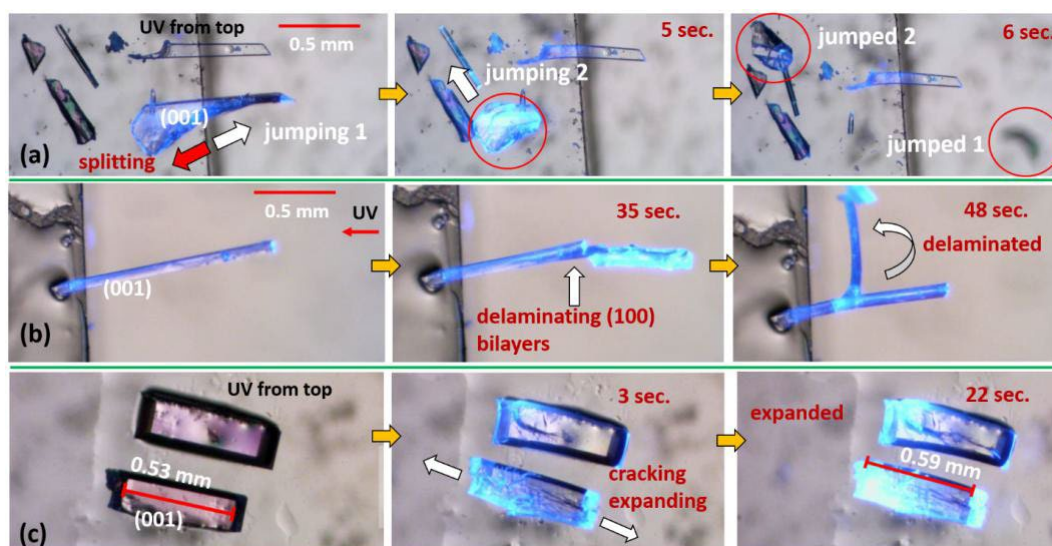 UV from top
0.5 mm
(001)
jumping 1
splitting
(a)
5 sec.
jumping 2
6 sec.
jumped 2
jumped 1
0.5 mm
UV
(001)
(b)
35 sec.
delaminating (100)
bilayers
48 sec.
delaminated
UV from top
0.53 mm
(001)
(c)
3 sec.
cracking
expanding
expanded
22 sec.
0.59 mm